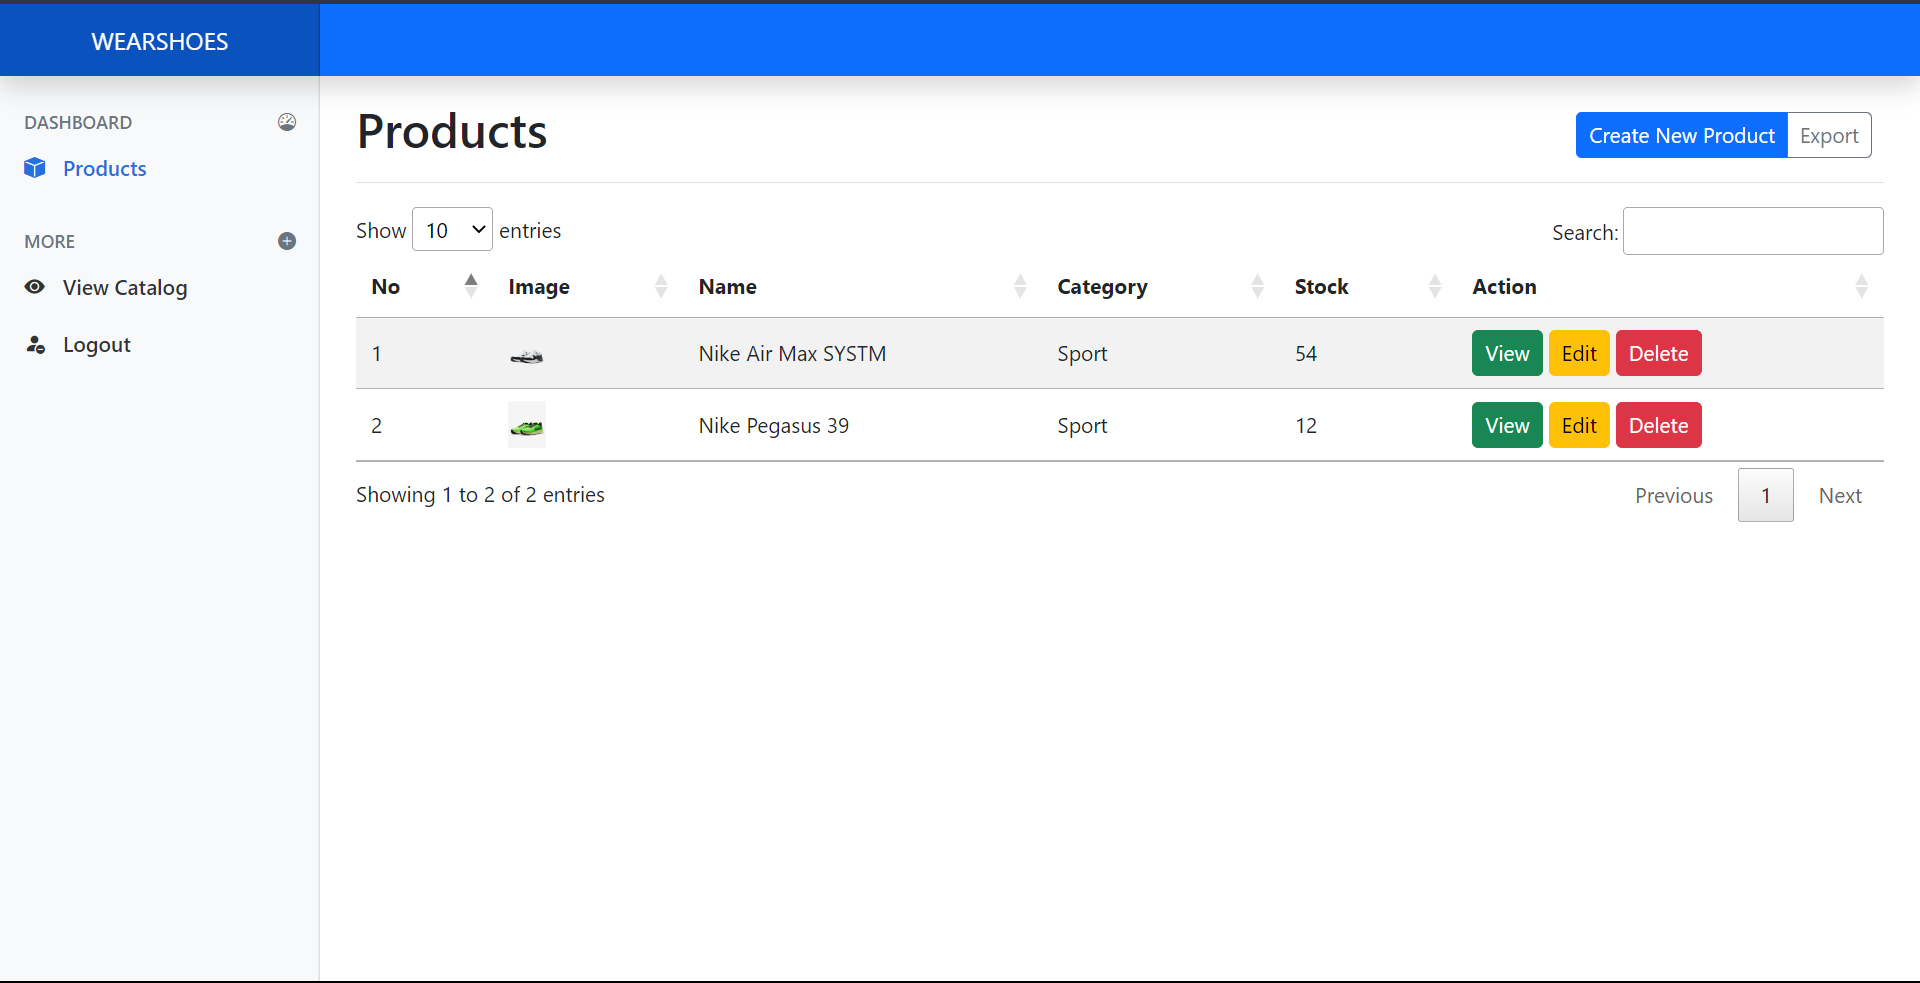 WEARSHOES
DASHBOARD
Products
MORE
View Catalog
Logout
Products
Create New Product Export
Show 10 entries
Search:
No Image Name Category Stock Action
1 Nike Air Max SYSTM Sport 54 View Edit Delete
2 Nike Pegasus 39 Sport 12 View Edit Delete
Showing 1 to 2 of 2 entries
Previous 1 Next